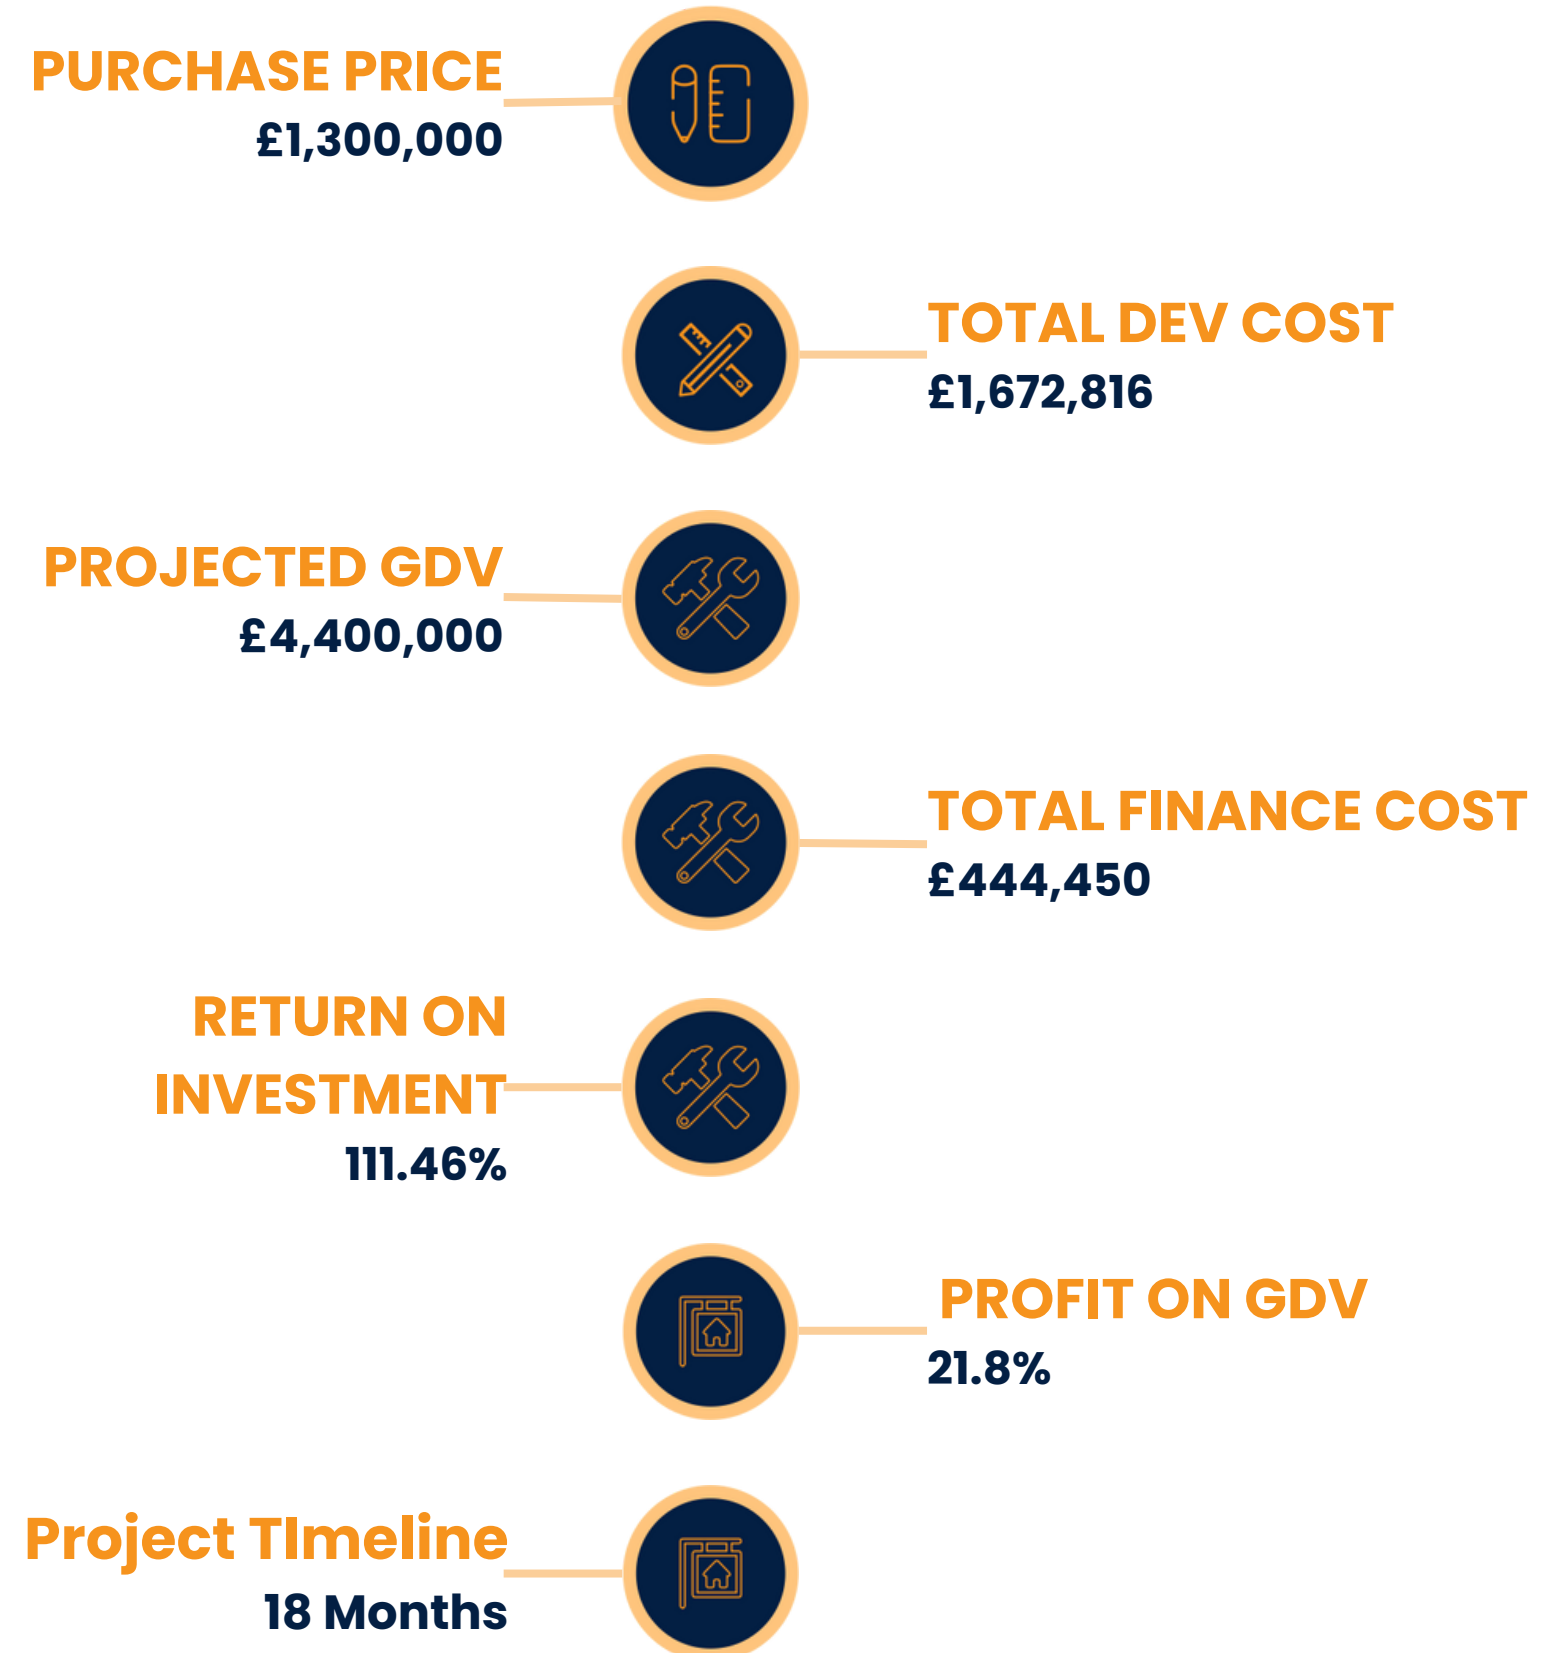 PURCHASE PRICE
£1,300,000
TOTAL DEV COST
£1,672,816
PROJECTED GDV
£4,400,000
TOTAL FINANCE COST
£444,450
RETURN ON
INVESTMENT
111.46%
PROFIT ON GDV
21.8%
Project TImeline
18 Months